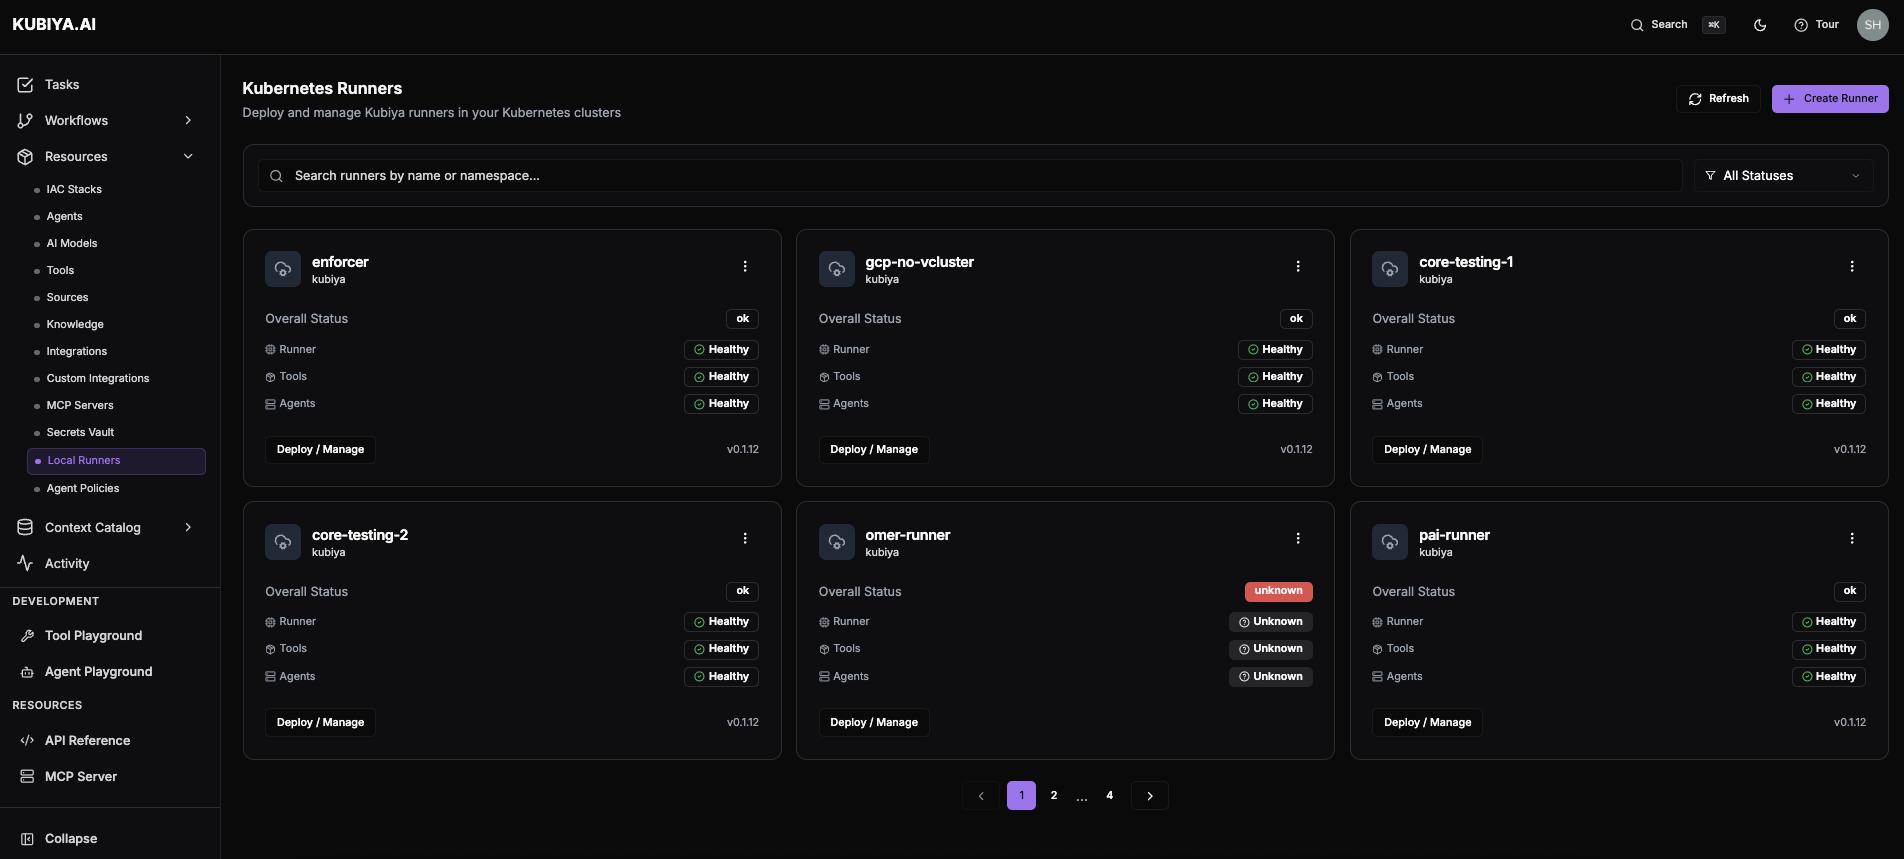 KUBIYA.AI
Search
⌘K
Tour
SH
Tasks
Workflows
Resources
IAC Stacks
Agents
AI Models
Tools
Sources
Knowledge
Integrations
Custom Integrations
MCP Servers
Secrets Vault
Local Runners
Agent Policies
Context Catalog
Activity
DEVELOPMENT
Tool Playground
Agent Playground
RESOURCES
API Reference
MCP Server
Collapse
Kubernetes Runners
Deploy and manage Kubiya runners in your Kubernetes clusters
Refresh
Create Runner
Search runners by name or namespace...
All Statuses
enforcer
kubiya
Overall Status ok
Runner Healthy
Tools Healthy
Agents Healthy
Deploy / Manage v0.1.12
gcp-no-vcluster
kubiya
Overall Status ok
Runner Healthy
Tools Healthy
Agents Healthy
Deploy / Manage v0.1.12
core-testing-1
kubiya
Overall Status ok
Runner Healthy
Tools Healthy
Agents Healthy
Deploy / Manage v0.1.12
core-testing-2
kubiya
Overall Status ok
Runner Healthy
Tools Healthy
Agents Healthy
Deploy / Manage v0.1.12
omer-runner
kubiya
Overall Status unknown
Runner Unknown
Tools Unknown
Agents Unknown
Deploy / Manage
pai-runner
kubiya
Overall Status ok
Runner Healthy
Tools Healthy
Agents Healthy
Deploy / Manage v0.1.12
1 2 ... 4